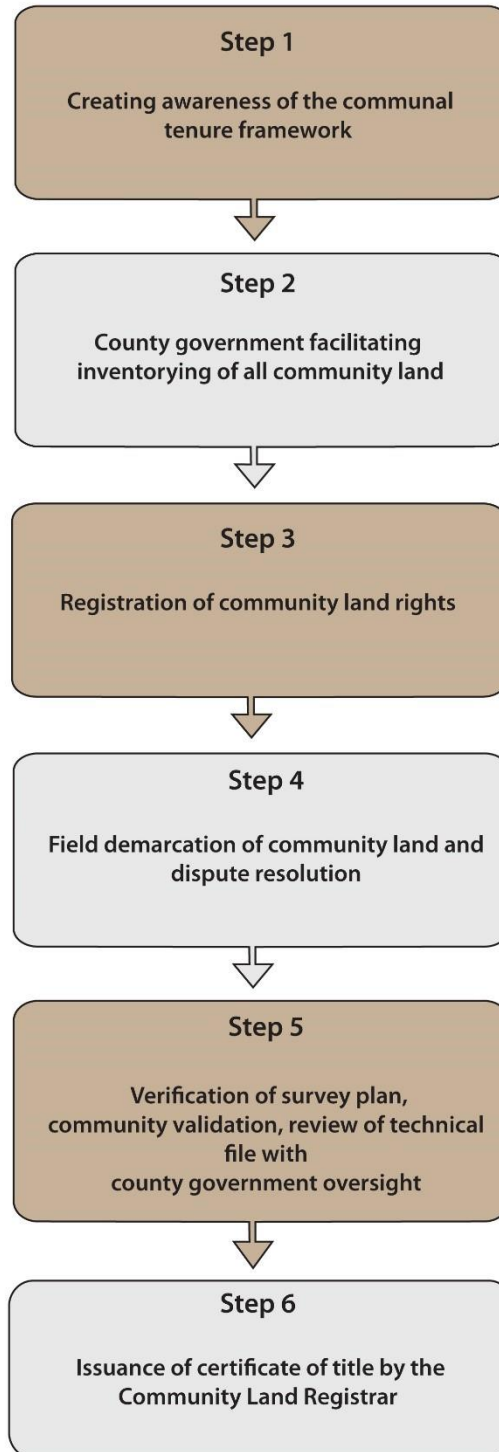 Step 1
Creating awareness of the communal
tenure framework
Step 2
County government facilitating
inventorying of all community land
Step 3
Registration of community land rights
Step 4
Field demarcation of community land and
dispute resolution
Step 5
Verification of survey plan,
community validation, review of technical
file with
county government oversight
Step 6
Issuance of certificate of title by the
Community Land Registrar